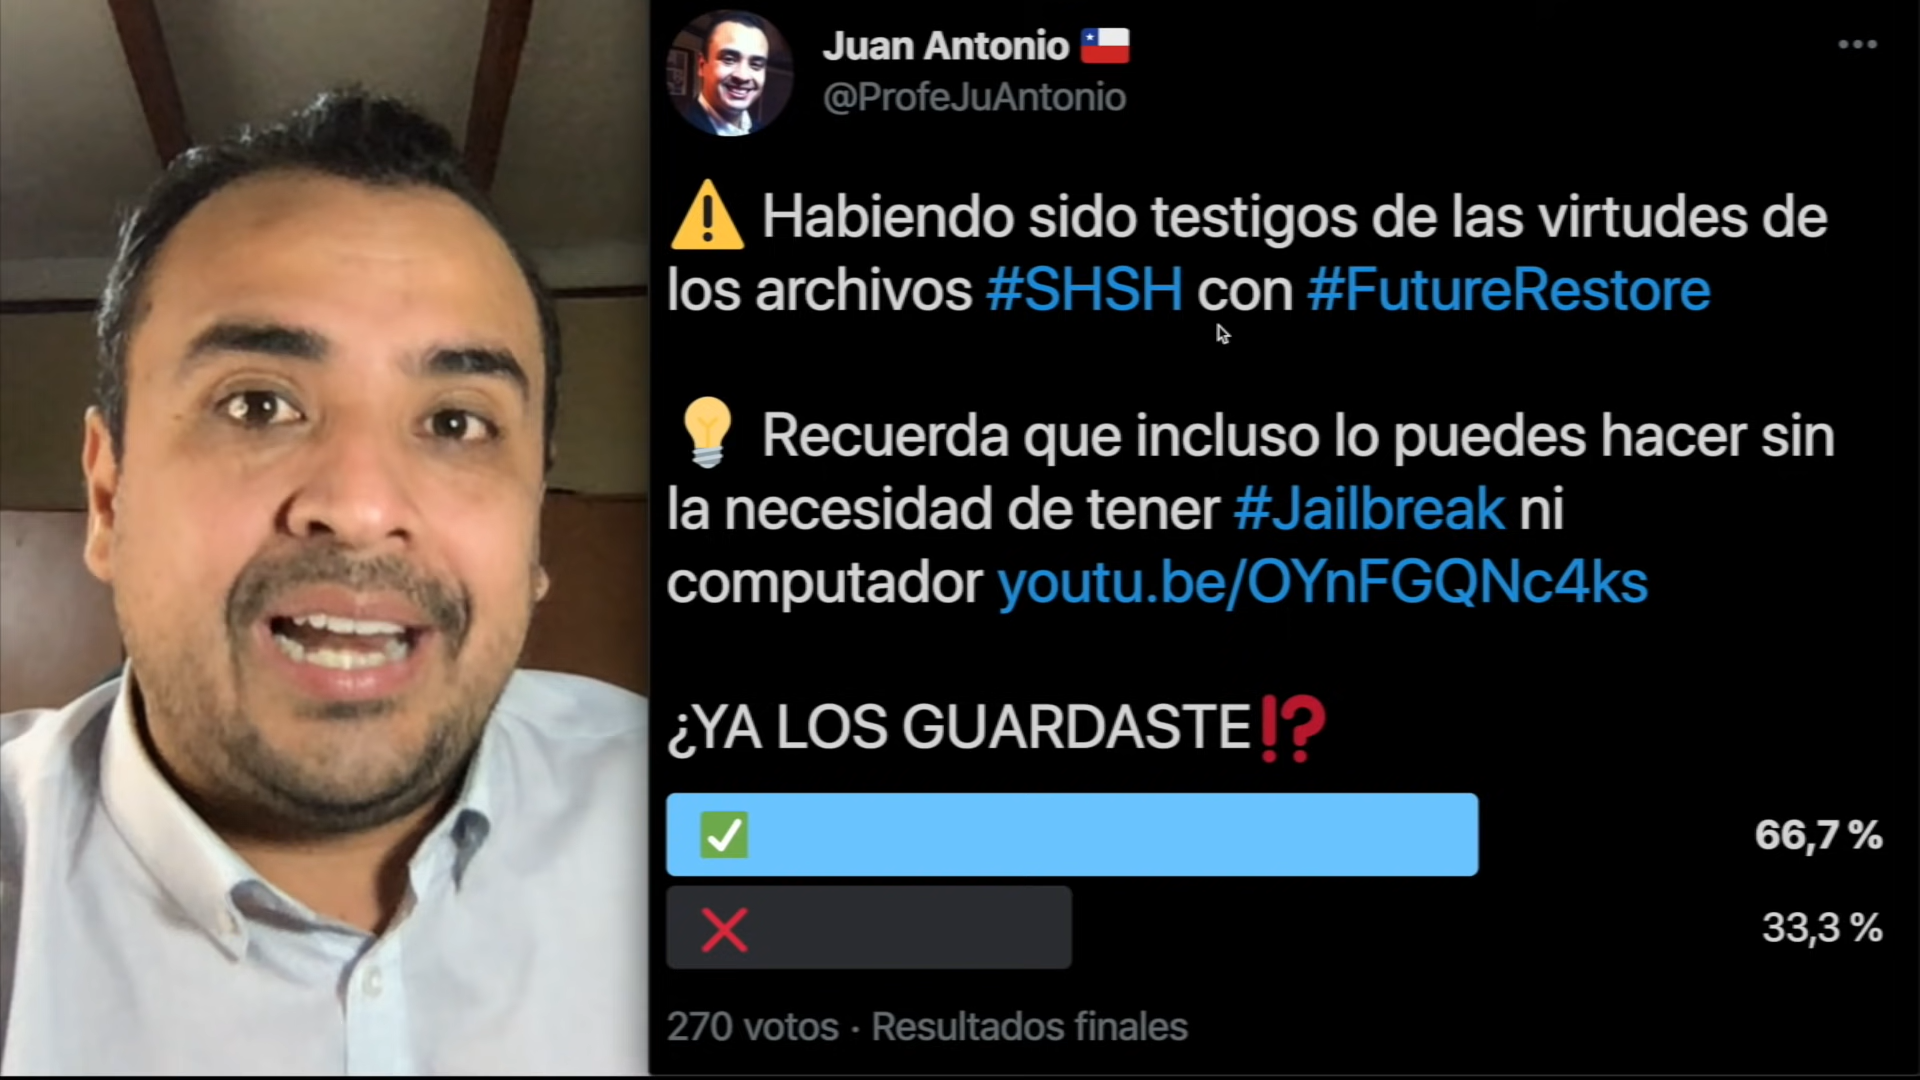 Juan Antonio 🇨🇱
@ProfeJuAntonio
⚠️ Habiendo sido testigos de las virtudes de
los archivos #SHSH con #FutureRestore
💡 Recuerda que incluso lo puedes hacer sin
la necesidad de tener #Jailbreak ni
computador youtu.be/OYnFGQNc4ks
¿YA LOS GUARDASTE⁉️
✅ 66,7 %
❌ 33,3 %
270 votos · Resultados finales